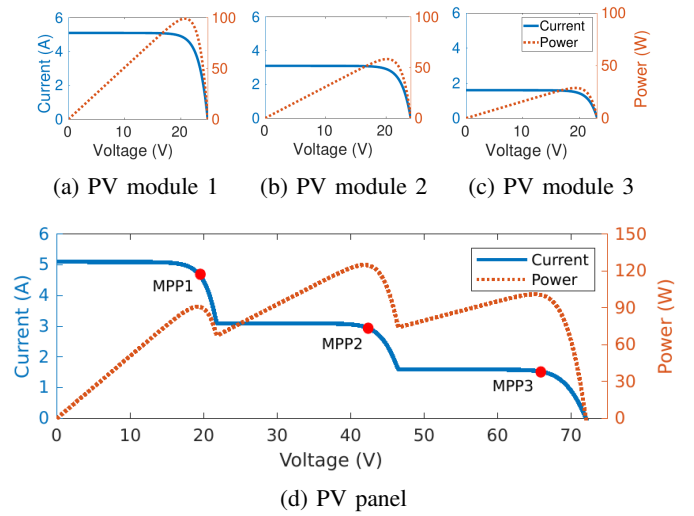 6
4
2
0
Current (A)
0 10 20
Voltage (V)
100
50
0
(a) PV module 1
6
4
2
0
0 10 20
Voltage (V)
100
50
0
(b) PV module 2
6
4
2
0
Current
Power
0 10 20
Voltage (V)
100
50
0
Power (W)
(c) PV module 3
6
5
4
3
2
1
0
Current (A)
MPP1
MPP2
MPP3
Current
Power
150
120
90
60
30
0
Power (W)
0 10 20 30 40 50 60 70
Voltage (V)
(d) PV panel